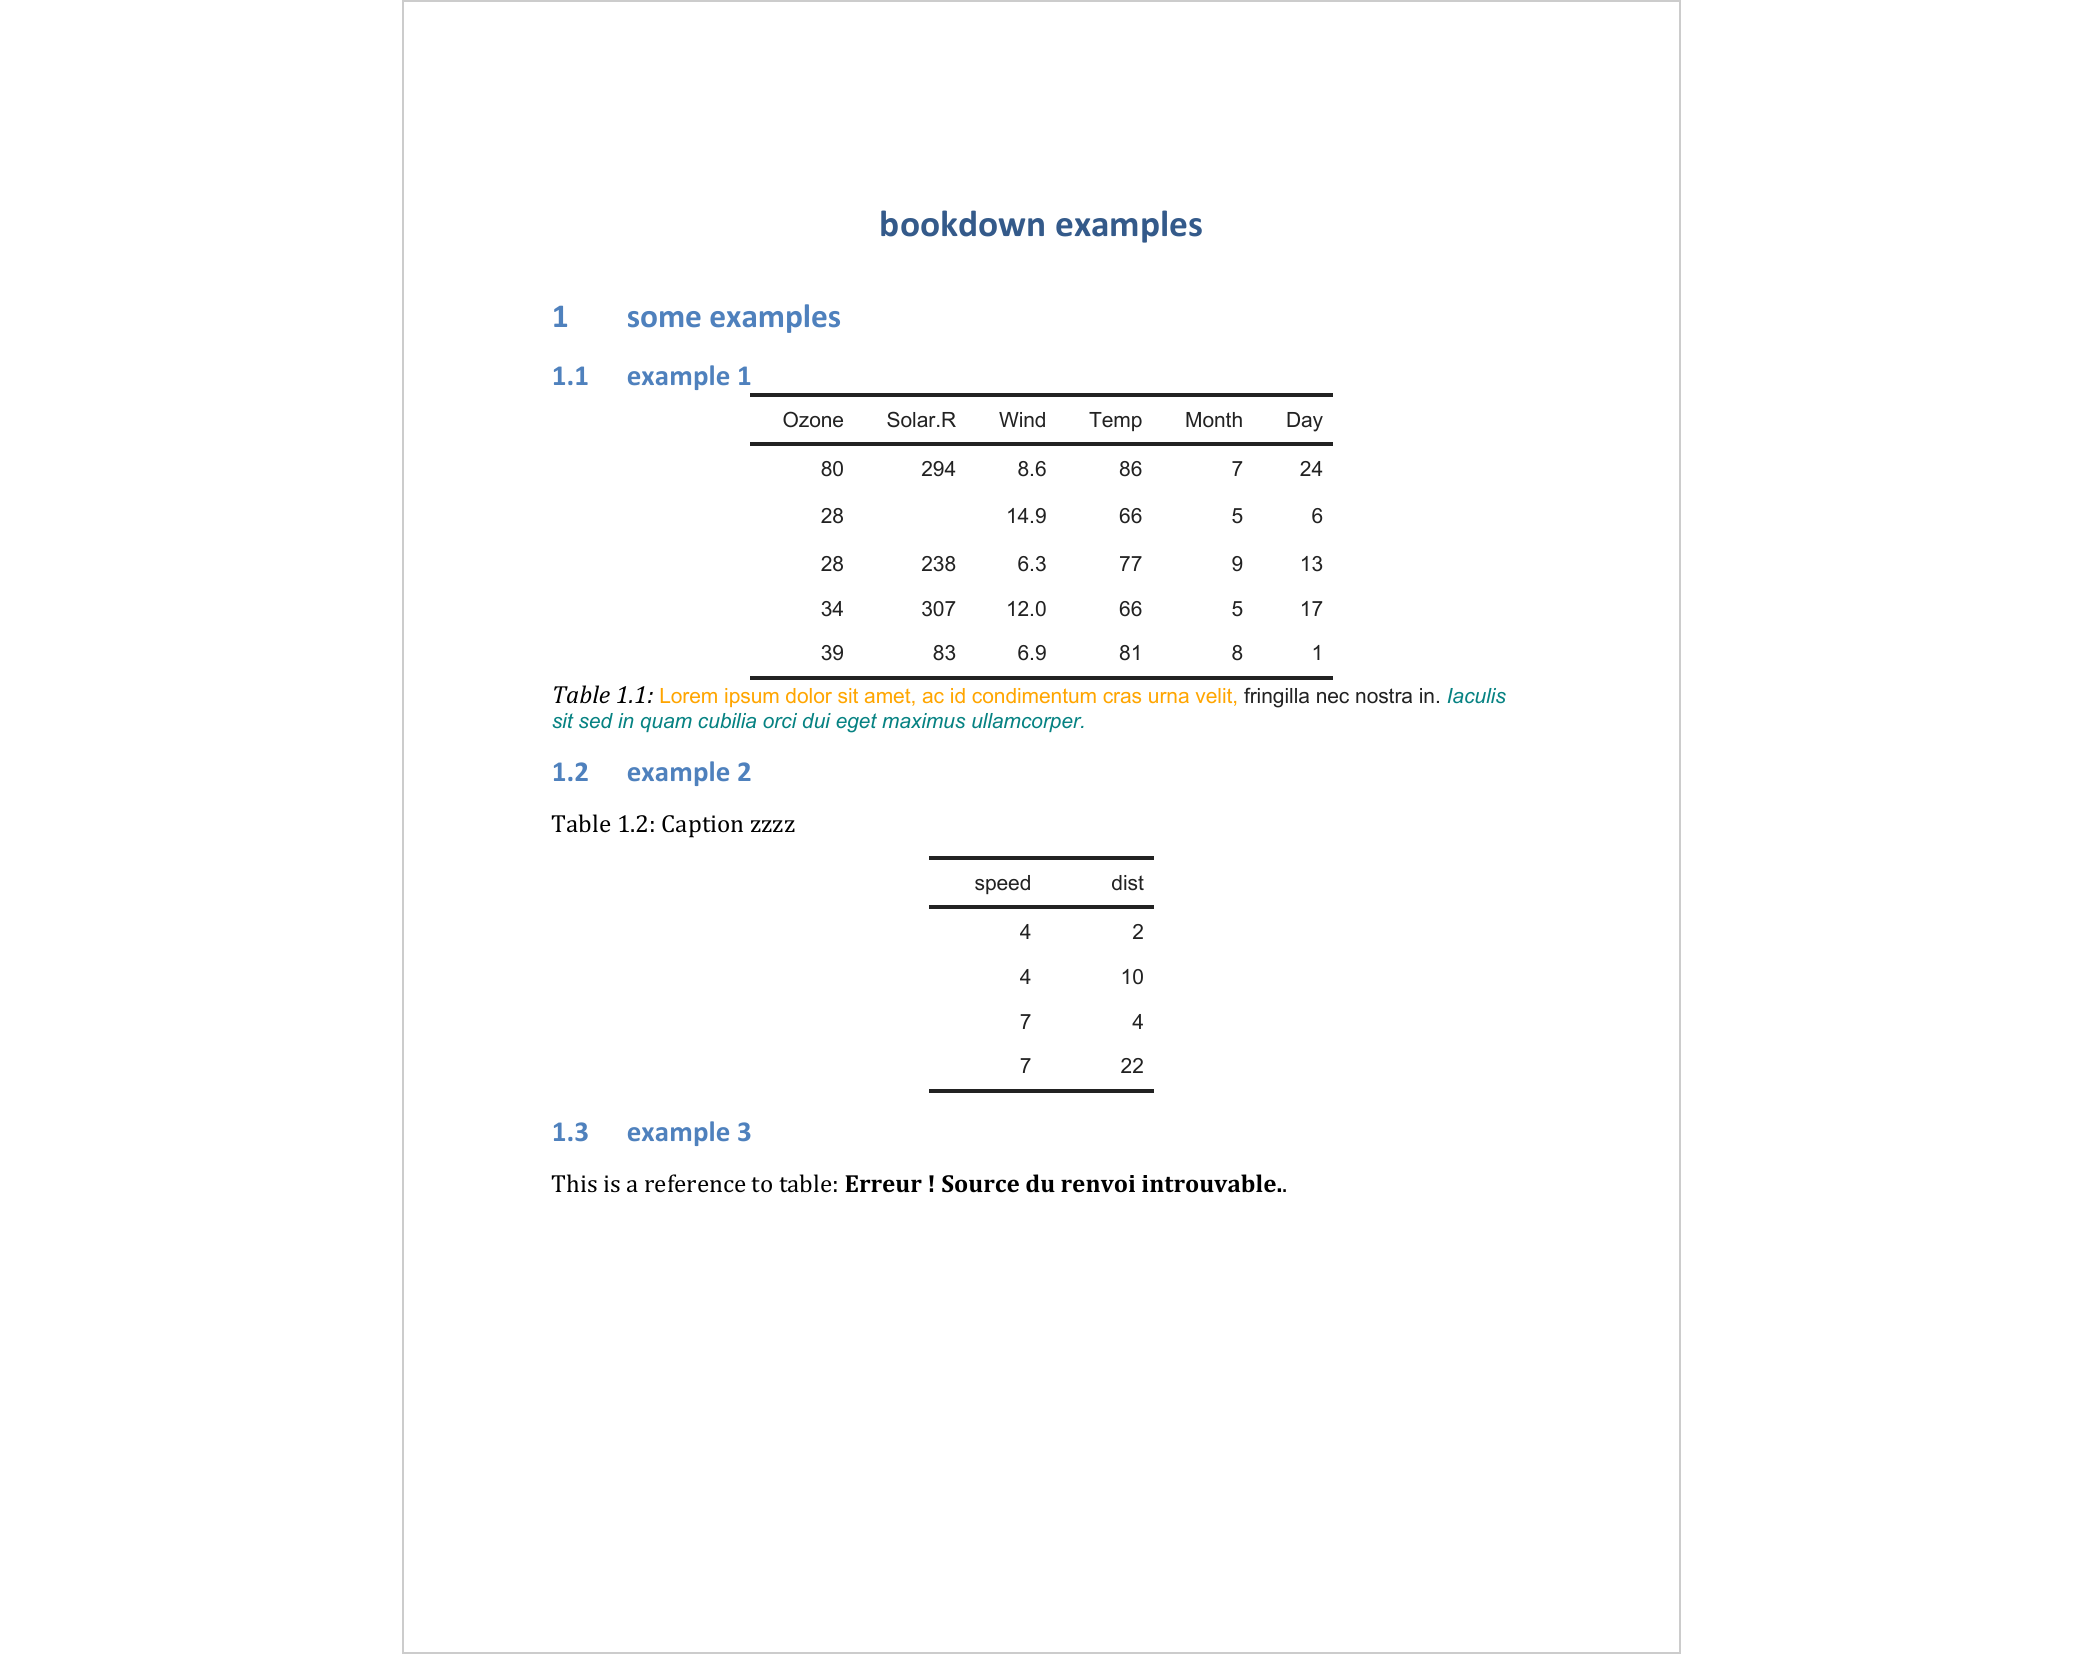 bookdown examples
1 some examples
1.1 example 1
Ozone Solar.R Wind Temp Month Day
80 294 8.6 86 7 24
28 14.9 66 5 6
28 238 6.3 77 9 13
34 307 12.0 66 5 17
39 83 6.9 81 8 1
Table 1.1: Lorem ipsum dolor sit amet, ac id condimentum cras urna velit, fringilla nec nostra in. Iaculis
sit sed in quam cubilia orci dui eget maximus ullamcorper.
1.2 example 2
Table 1.2: Caption zzzz
speed dist
4 2
4 10
7 4
7 22
1.3 example 3
This is a reference to table: Erreur ! Source du renvoi introuvable..